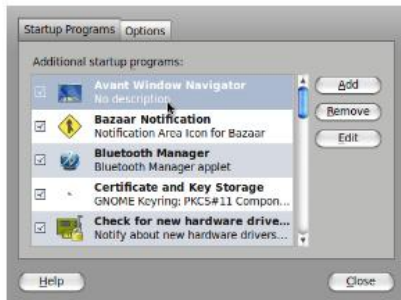 Startup Programs Options
Additional startup programs:
Avant Window Navigator
No description
Add
Remove
Edit
Bazaar Notification
Notification Area Icon for Bazaar
Bluetooth Manager
Bluetooth Manager applet
Certificate and Key Storage
GNOME Keyring: PKCS#11 Compon...
Check for new hardware drive...
Notify about new hardware drivers...
Help
Close